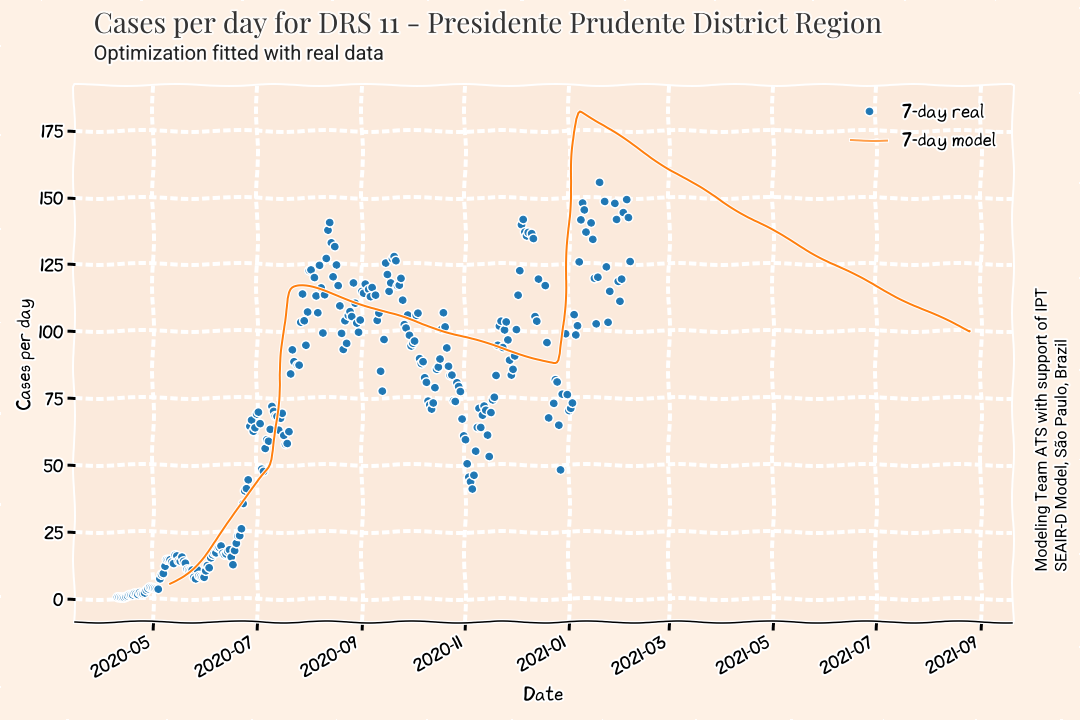 Cases per day for DRS 11 - Presidente Prudente District Region
Optimization fitted with real data
7-day real
7-day model
175
150
125
100
75
50
25
0
Cases per day
2020-05
2020-07
2020-09
2020-11
2021-01
2021-03
2021-05
2021-07
2021-09
Date
Modeling Team ATS with support of IPT
SEAIR-D Model, São Paulo, Brazil